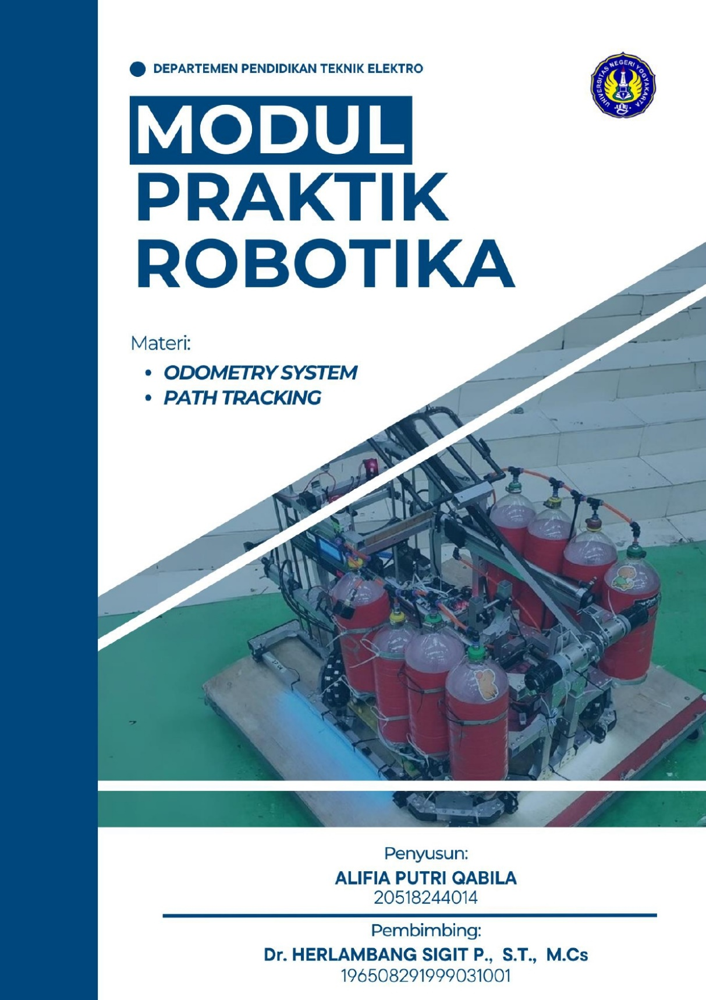 DEPARTEMEN PENDIDIKAN TEKNIK ELEKTRO
UNIVERSITAS NEGERI YOGYAKARTA
MODUL
PRAKTIK
ROBOTIKA
Materi:
• ODOMETRY SYSTEM
• PATH TRACKING
Penyusun:
ALIFIA PUTRI QABILA
20518244014
Pembimbing:
Dr. HERLAMBANG SIGIT P., S.T., M.Cs
196508291999031001